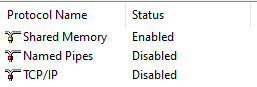 Protocol Name Status
Shared Memory Enabled
Named Pipes Disabled
TCP/IP Disabled